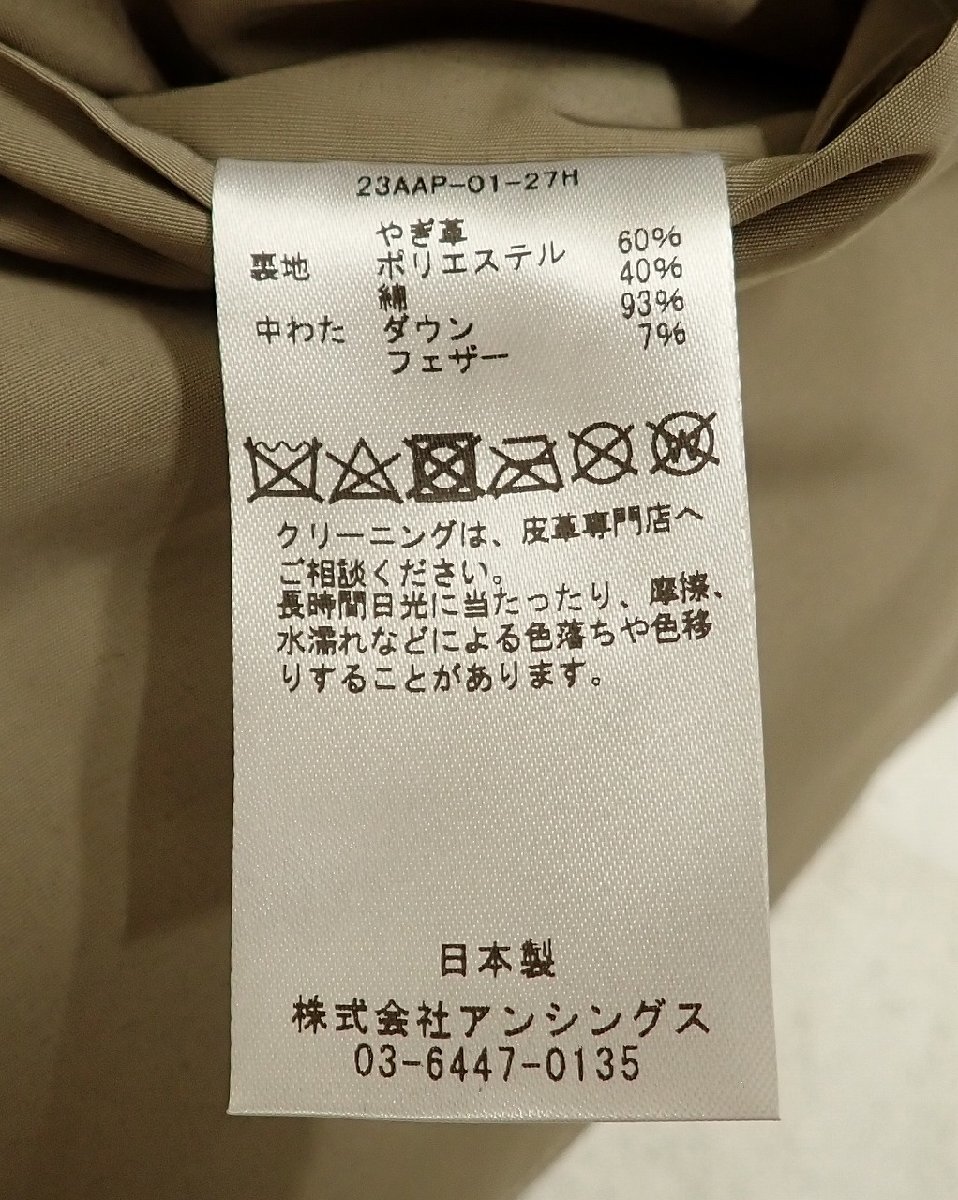 23AAP-01-27H
やぎ革
裏地 ポリエステル 60%
綿 40%
中わた ダウン 93%
フェザー 7%
W
クリーニングは、皮革専門店へ
ご相談ください。
長時間日光に当たったり、摩擦、
水濡れなどによる色落ちや色移
りすることがあります。
日本製
株式会社アンシングス
03-6447-0135